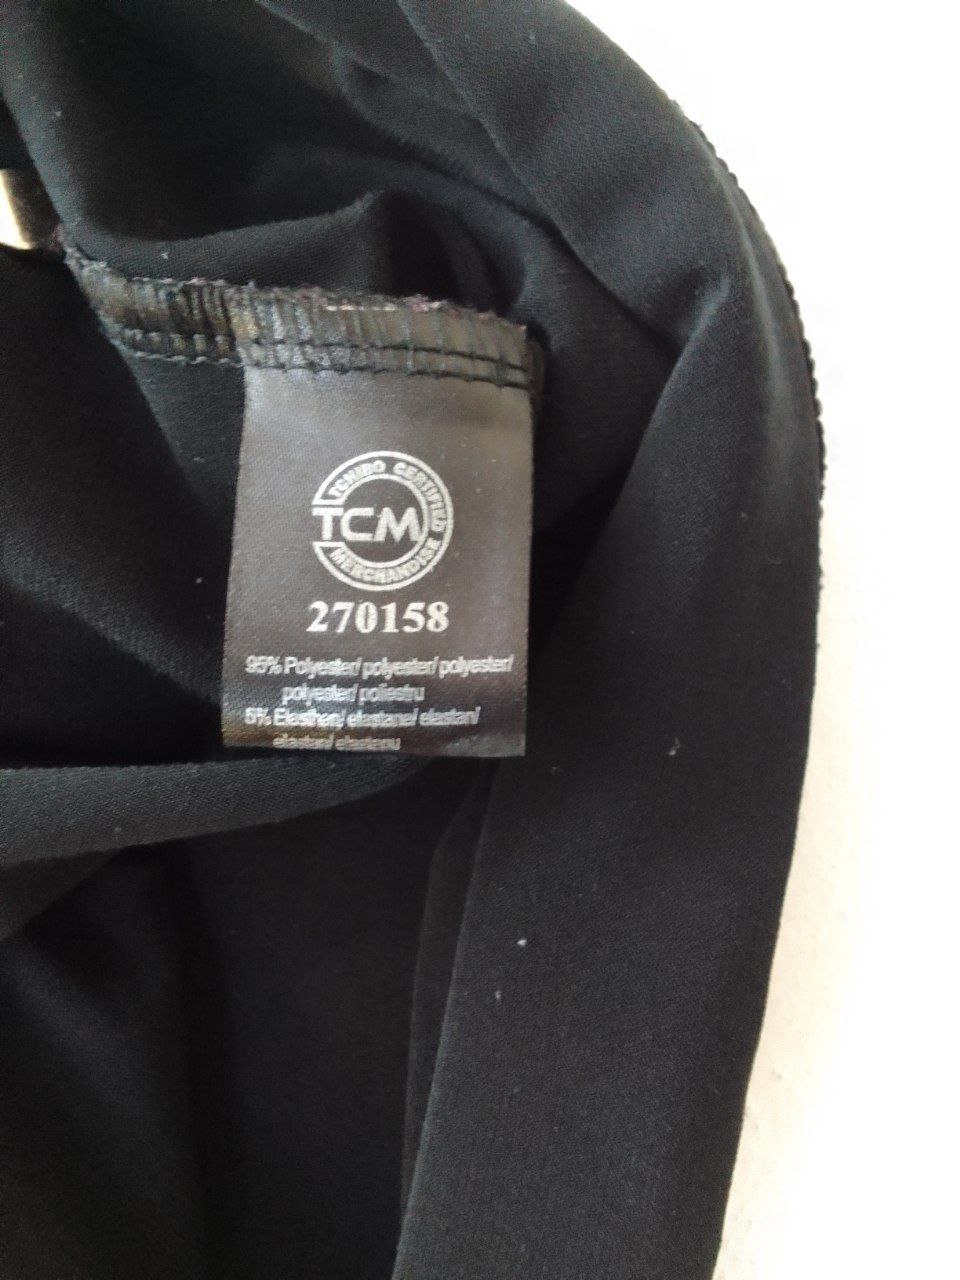 TCHIBO CERTIFIED
TCM
MERCHANDISE
270158
95% Polyester/ polyester/ polyester/
polyester/ poliestru
5% Elasthan/ elastane/ elastan/
elastan/ elastanu